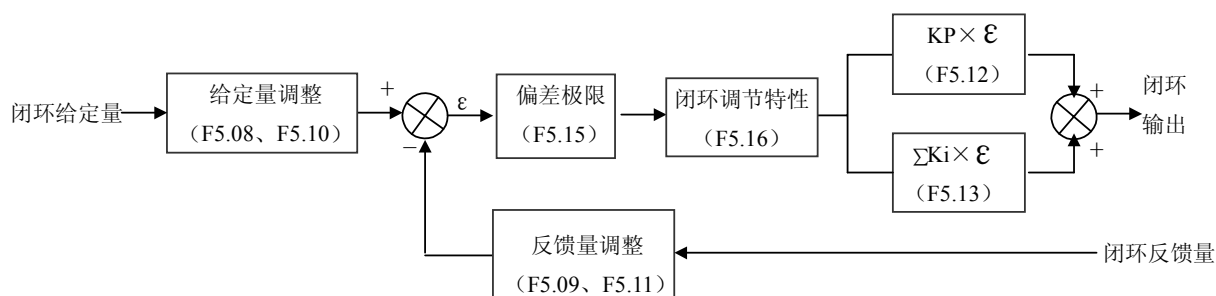 闭环给定量
给定量调整
（F5.08、F5.10）
+
−
ε
偏差极限
（F5.15）
闭环调节特性
（F5.16）
KP× ε
（F5.12）
∑Ki× ε
（F5.13）
+
+
闭环
输出
反馈量调整
（F5.09、F5.11）
闭环反馈量